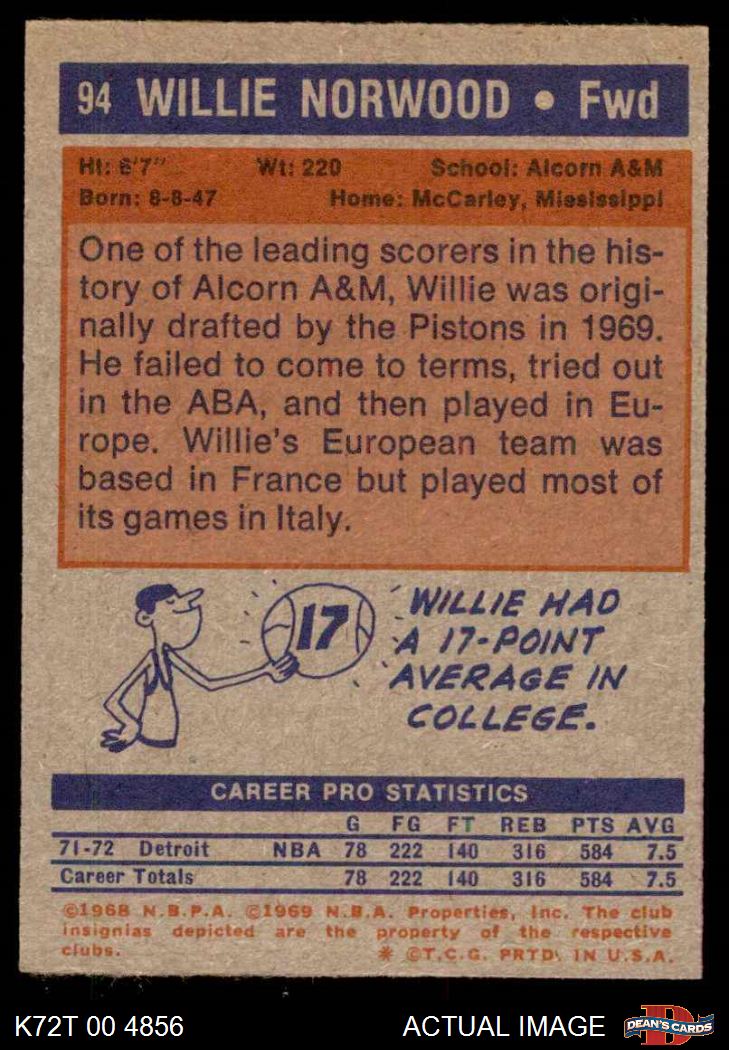 94 WILLIE NORWOOD • Fwd
Ht: 6'7" Wt: 220 School: Alcorn A&M
Born: 8-8-47 Home: McCarley, Mississippi
One of the leading scorers in the his-
tory of Alcorn A&M, Willie was origi-
nally drafted by the Pistons in 1969.
He failed to come to terms, tried out
in the ABA, and then played in Eu-
rope. Willie's European team was
based in France but played most of
its games in Italy.
17
WILLIE HAD
A 17-POINT
AVERAGE IN
COLLEGE.
CAREER PRO STATISTICS
G FG FT REB PTS AVG
71-72 Detroit NBA 78 222 140 316 584 7.5
Career Totals 78 222 140 316 584 7.5
©1968 N.B.P.A. ©1969 N.B.A. Properties, Inc. The club
insignias depicted are the property of the respective
clubs. * ©T.C.G. PRTD. IN U.S.A.
K72T 00 4856 ACTUAL IMAGE D DEAN'S CARDS